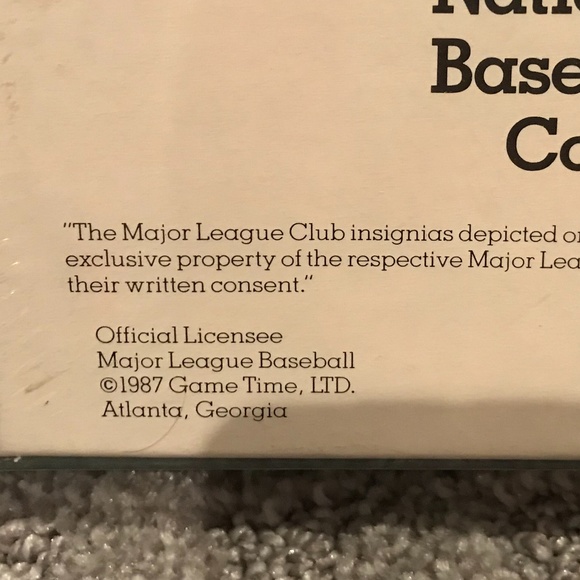 Base
Co
"The Major League Club insignias depicted
exclusive property of the respective Major
their written consent."
Official Licensee
Major League Baseball
©1987 Game Time, LTD.
Atlanta, Georgia